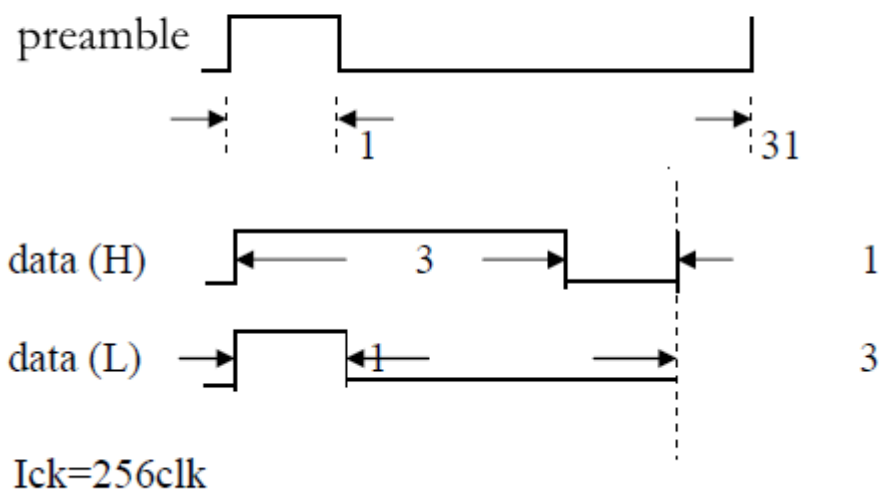 preamble
1 31
data (H) 3 1
data (L) 1 3
Ick=256clk